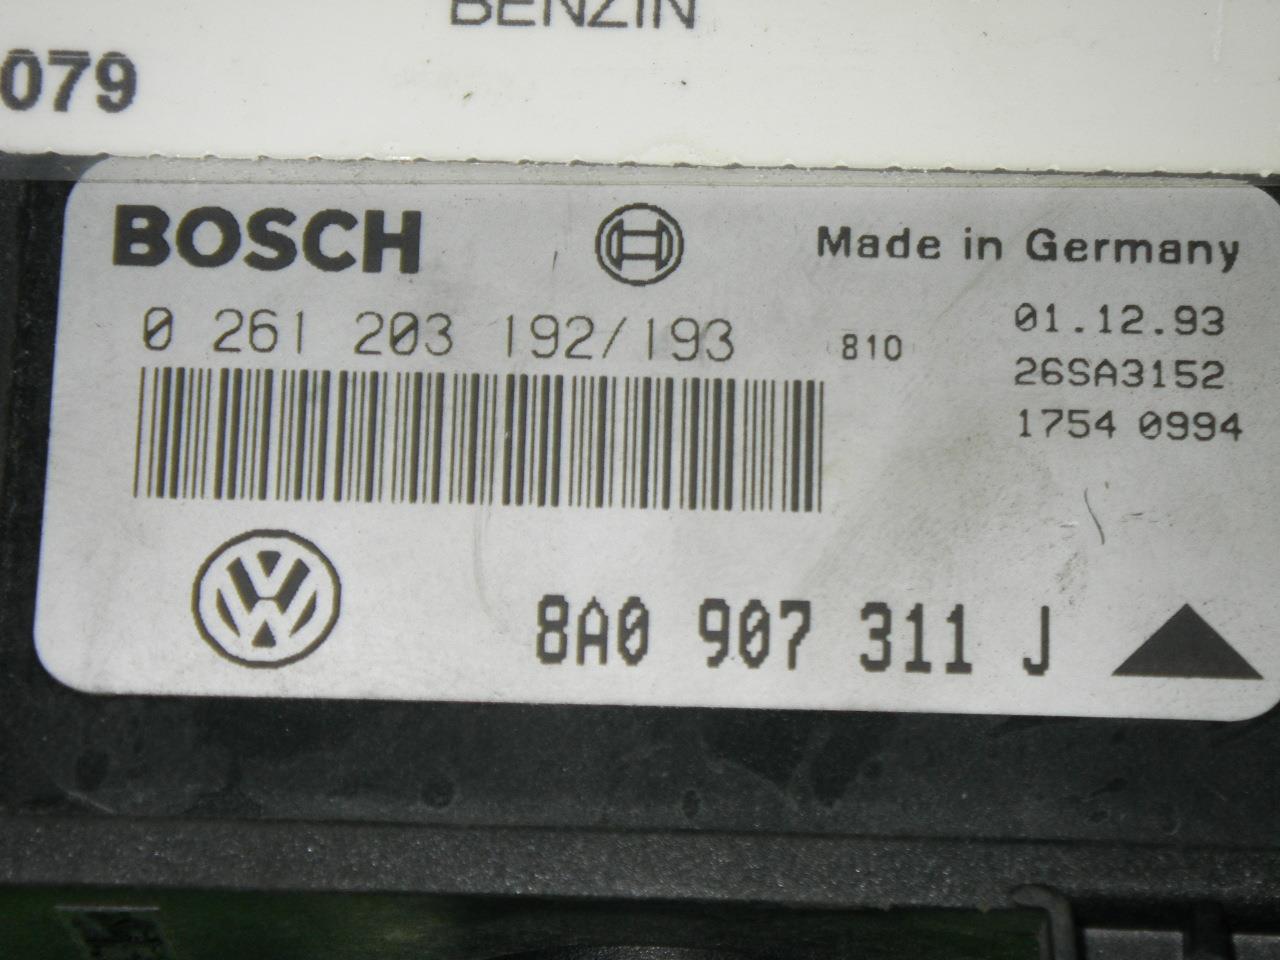 BENZIN
079
BOSCH
Made in Germany
0 261 203 192/193
810
01.12.93
26SA3152
1754 0994
8A0 907 311 J